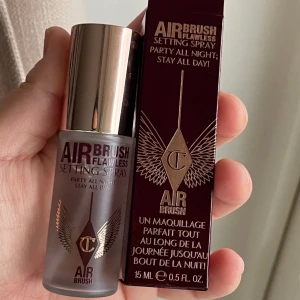 AIRBRUSH
FLAWLESS
SETTING SPRAY
PARTY ALL NIGHT;
STAY ALL DAY!
CT
AIR
BRUSH
AIRBRUSH
FLAWLESS
SETTING SPRAY
PARTY ALL NIGHT;
STAY ALL DAY!
CT
AIR
BRUSH
UN MAQUILLAGE
PARFAIT TOUT
AU LONG DE LA
JOURNÉE JUSQU'AU
BOUT DE LA NUIT!
15 ML ℮ 0.5 FL. OZ.